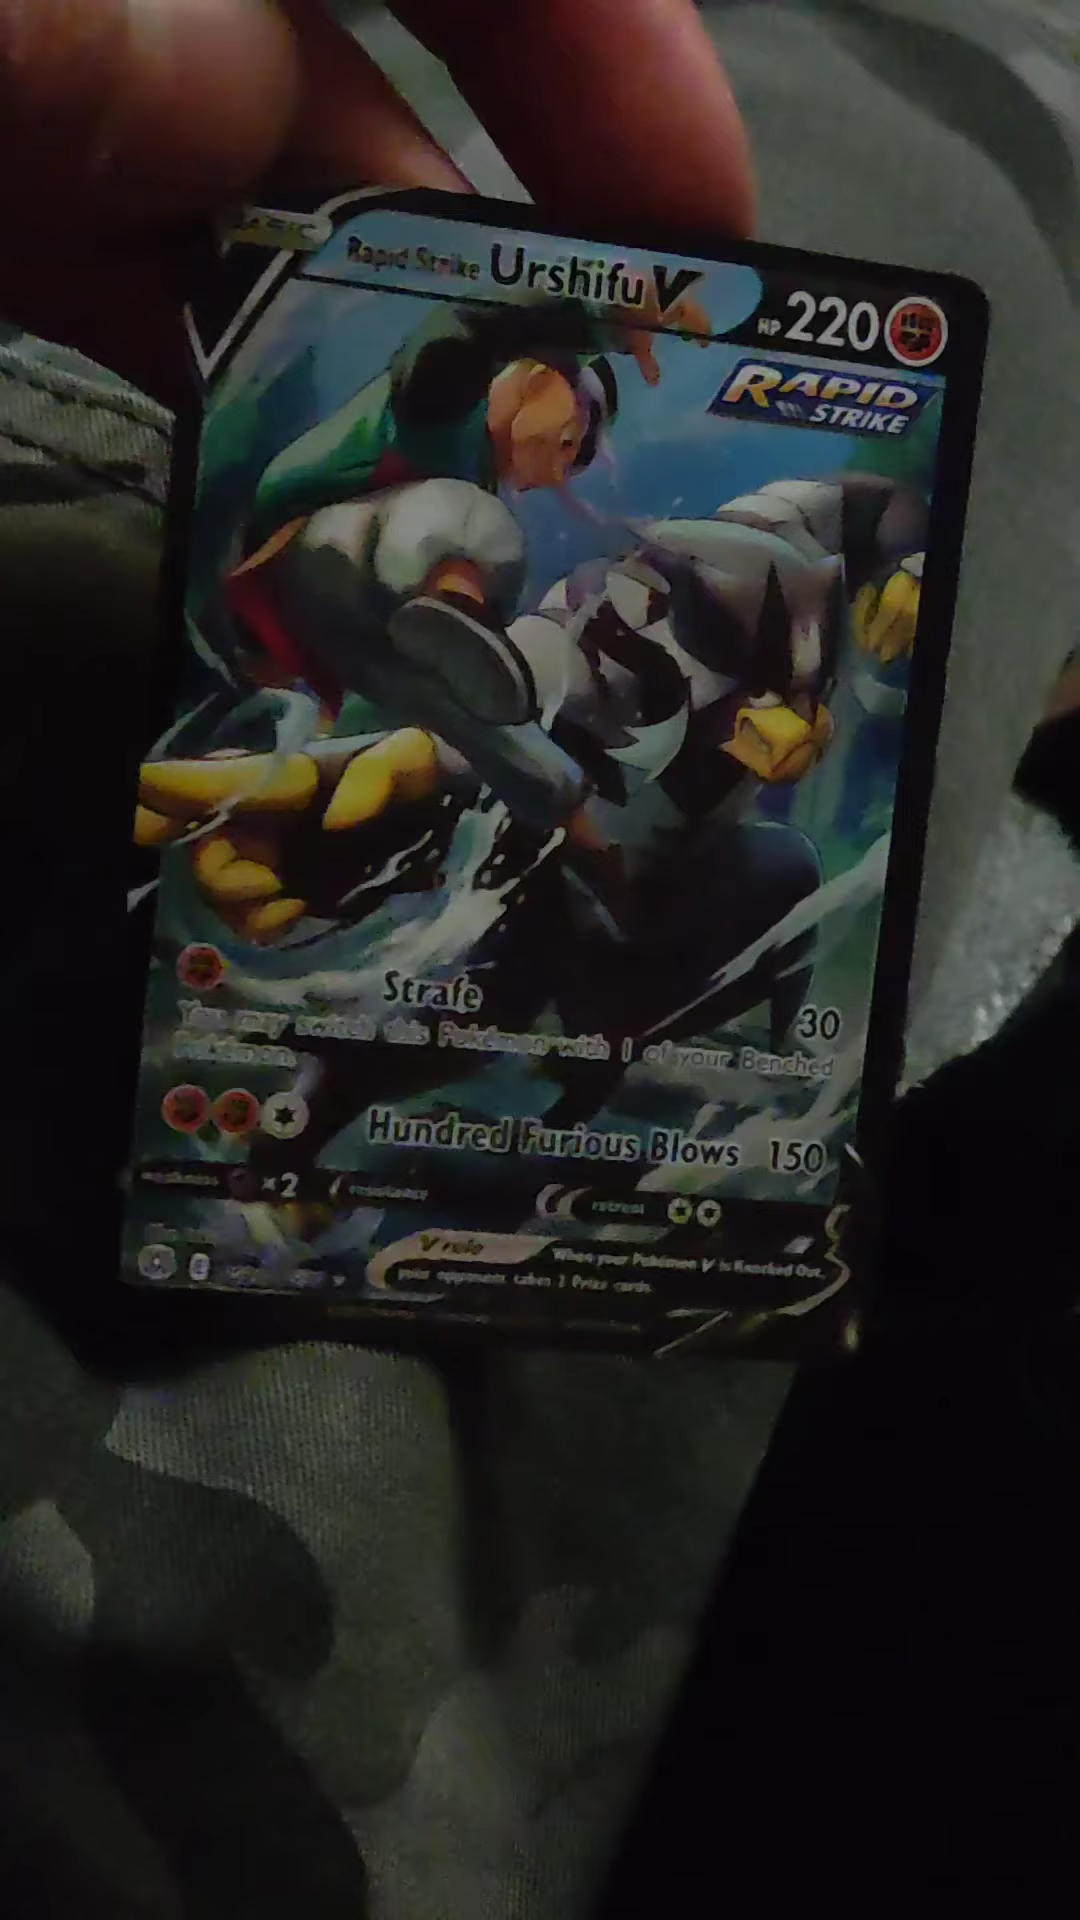 BASIC
Rapid Strike Urshifu V HP 220
RAPID
STRIKE
Strafe 30
You may switch this Pokémon with 1 of your Benched
Pokémon.
Hundred Furious Blows 150
weakness ×2 resistance retreat
V rule When your Pokémon V is Knocked Out,
your opponent takes 2 Prize cards.